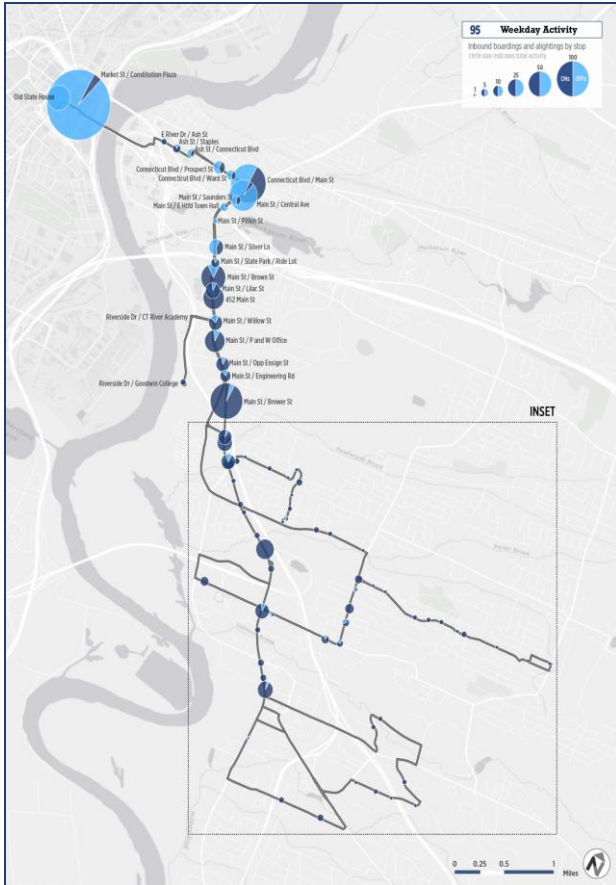 95 Weekday Activity
Inbound boardings and alightings by stop
circle size indicates total activity
1 5 10 25 50 100
ONs OFFs
Market St / Constitution Plaza
Old State House
E River Dr / Ash St
Ash St / Staples
Ash St / Connecticut Blvd
Connecticut Blvd / Prospect St
Connecticut Blvd / Ward St
Connecticut Blvd / Main St
Main St / Saunders St
Main St / Central Ave
Main St / E Htfd Town Hall
Main St / Pitkin St
Main St / Silver Ln
Main St / State Park / Ride Lot
Main St / Brown St
Main St / Lilac St
452 Main St
Riverside Dr / CT River Academy
Main St / Willow St
Main St / P and W Office
Main St / Opp Ensign St
Main St / Engineering Rd
Riverside Dr / Goodwin College
Main St / Brewer St
INSET
0 0.25 0.5 1
Miles
N